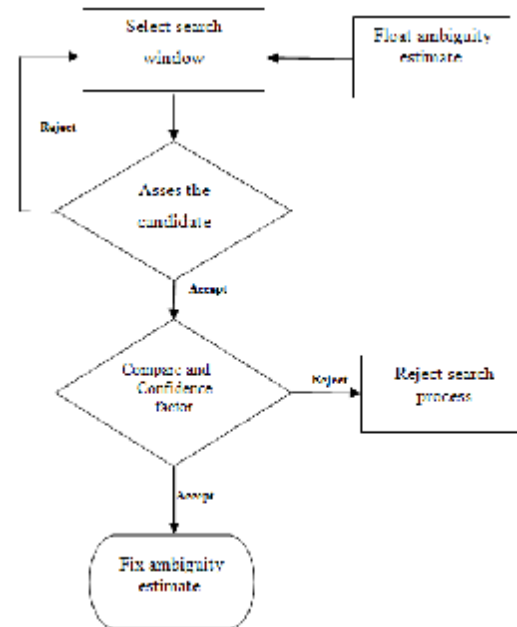 Select search
window
Float ambiguity
estimate
Reject
Asses the
candidate
Accept
Compare and
Confidence
factor
Reject
Reject search
process
Accept
Fix ambiguity
estimate